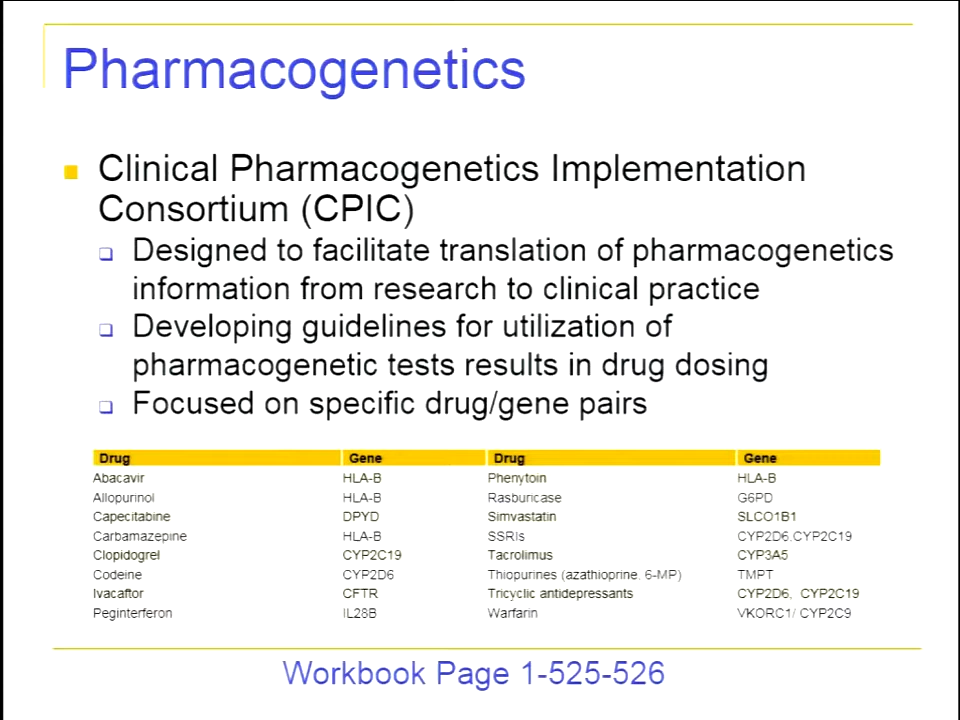 Pharmacogenetics
Clinical Pharmacogenetics Implementation
Consortium (CPIC)
Designed to facilitate translation of pharmacogenetics
information from research to clinical practice
Developing guidelines for utilization of
pharmacogenetic tests results in drug dosing
Focused on specific drug/gene pairs
Drug Gene Drug Gene
Abacavir HLA-B Phenytoin HLA-B
Allopurinol HLA-B Rasburicase G6PD
Capecitabine DPYD Simvastatin SLCO1B1
Carbamazepine HLA-B SSRIs CYP2D6.CYP2C19
Clopidogrel CYP2C19 Tacrolimus CYP3A5
Codeine CYP2D6 Thiopurines (azathioprine, 6-MP) TMPT
Ivacaftor CFTR Tricyclic antidepressants CYP2D6, CYP2C19
Peginterferon IL28B Warfarin VKORC1/ CYP2C9
Workbook Page 1-525-526